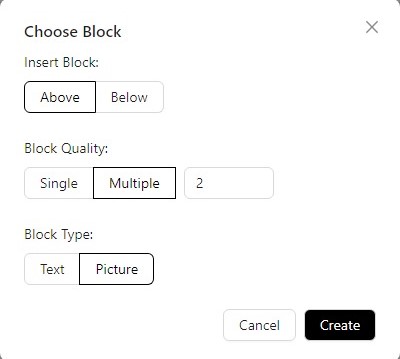 Choose Block
Insert Block:
Above Below
Block Quality:
Single Multiple 2
Block Type:
Text Picture
Cancel Create